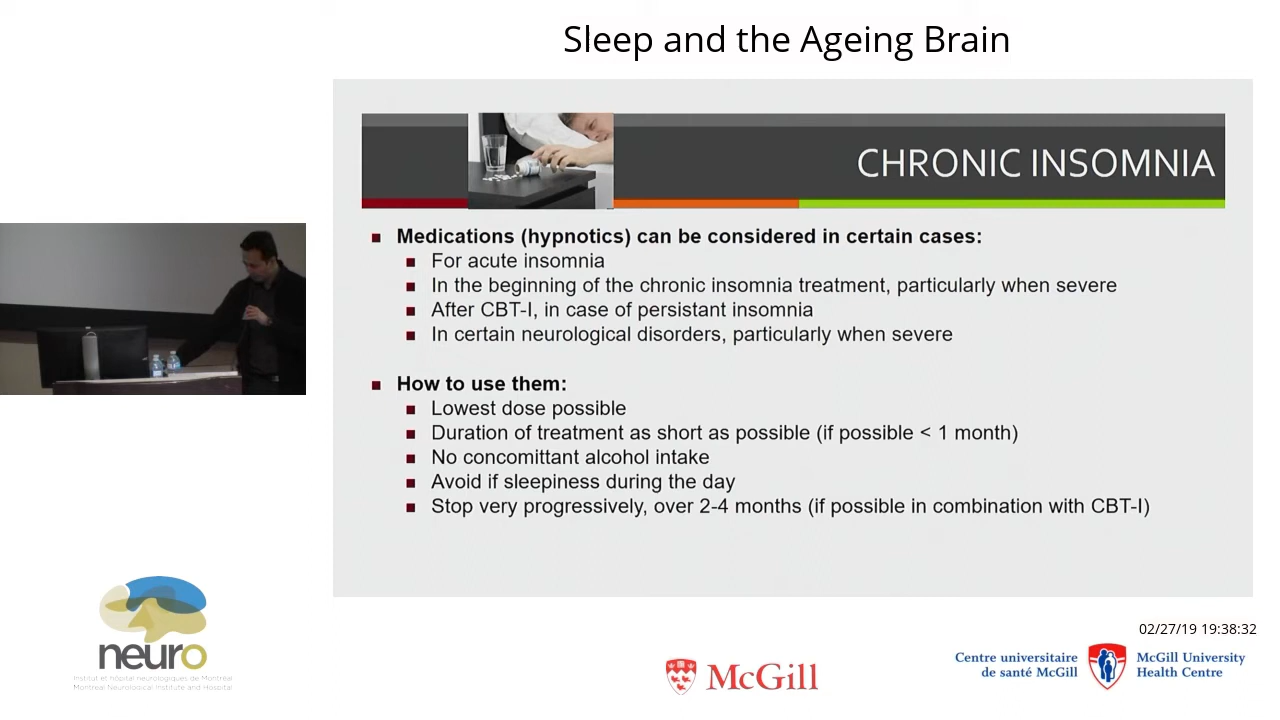 Sleep and the Ageing Brain
CHRONIC INSOMNIA
Medications (hypnotics) can be considered in certain cases:
For acute insomnia
In the beginning of the chronic insomnia treatment, particularly when severe
After CBT-I, in case of persistant insomnia
In certain neurological disorders, particularly when severe
How to use them:
Lowest dose possible
Duration of treatment as short as possible (if possible < 1 month)
No concomittant alcohol intake
Avoid if sleepiness during the day
Stop very progressively, over 2-4 months (if possible in combination with CBT-I)
02/27/19 19:38:32
neuro
Institut et hôpital neurologiques de Montréal
Montreal Neurological Institute and Hospital
McGill
Centre universitaire
de santé McGill
McGill University
Health Centre